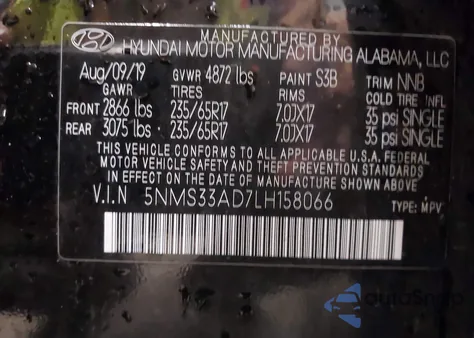 MANUFACTURED BY
HYUNDAI MOTOR MANUFACTURING ALABAMA, LLC
Aug/09/19 GVWR 4872 lbs PAINT S3B TRIM NNB
GAWR TIRES RIMS COLD TIRE INFL
FRONT 2866 lbs 235/65R17 7.0JX17 35 psi SINGLE
REAR 3075 lbs 235/65R17 7.0JX17 35 psi SINGLE
THIS VEHICLE CONFORMS TO ALL APPLICABLE U.S.A. FEDERAL
MOTOR VEHICLE SAFETY AND THEFT PREVENTION STANDARDS
IN EFFECT ON THE DATE OF MANUFACTURE SHOWN ABOVE.
V.I.N 5NMS33AD7LH158066 TYPE: MPV
AutoSnap